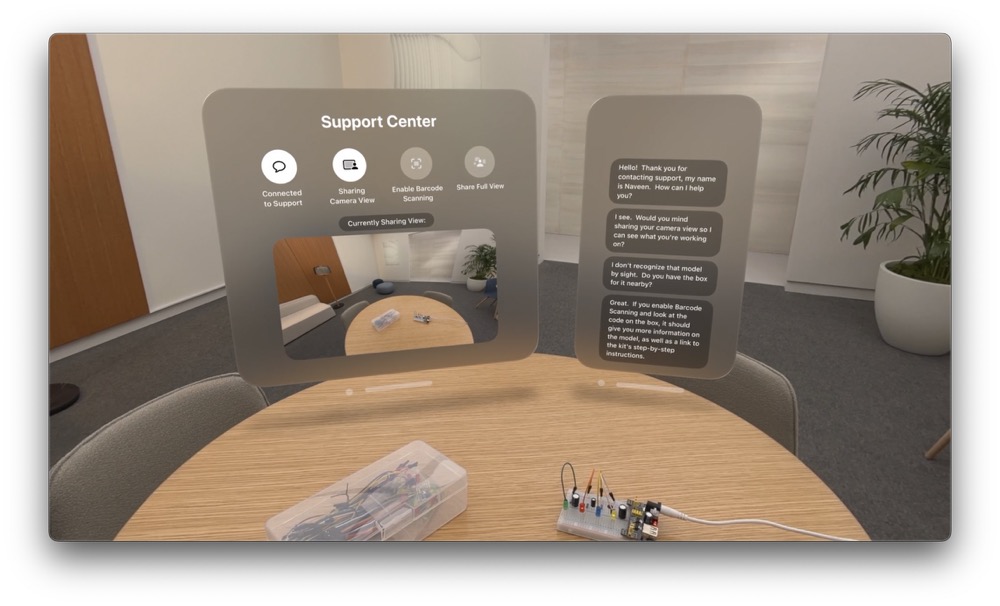 Support Center
Connected
to Support
Sharing
Camera View
Enable Barcode
Scanning
Share Full View
Currently Sharing View:
Hello! Thank you for
contacting support, my name
is Naveen. How can I help
you?
I see. Would you mind
sharing your camera view so I
can see what you're working
on?
I don't recognize that model
by sight. Do you have the box
for it nearby?
Great. If you enable Barcode
Scanning and look at the
code on the box, it should
give you more information on
the model, as well as a link to
the kit's step-by-step
instructions.